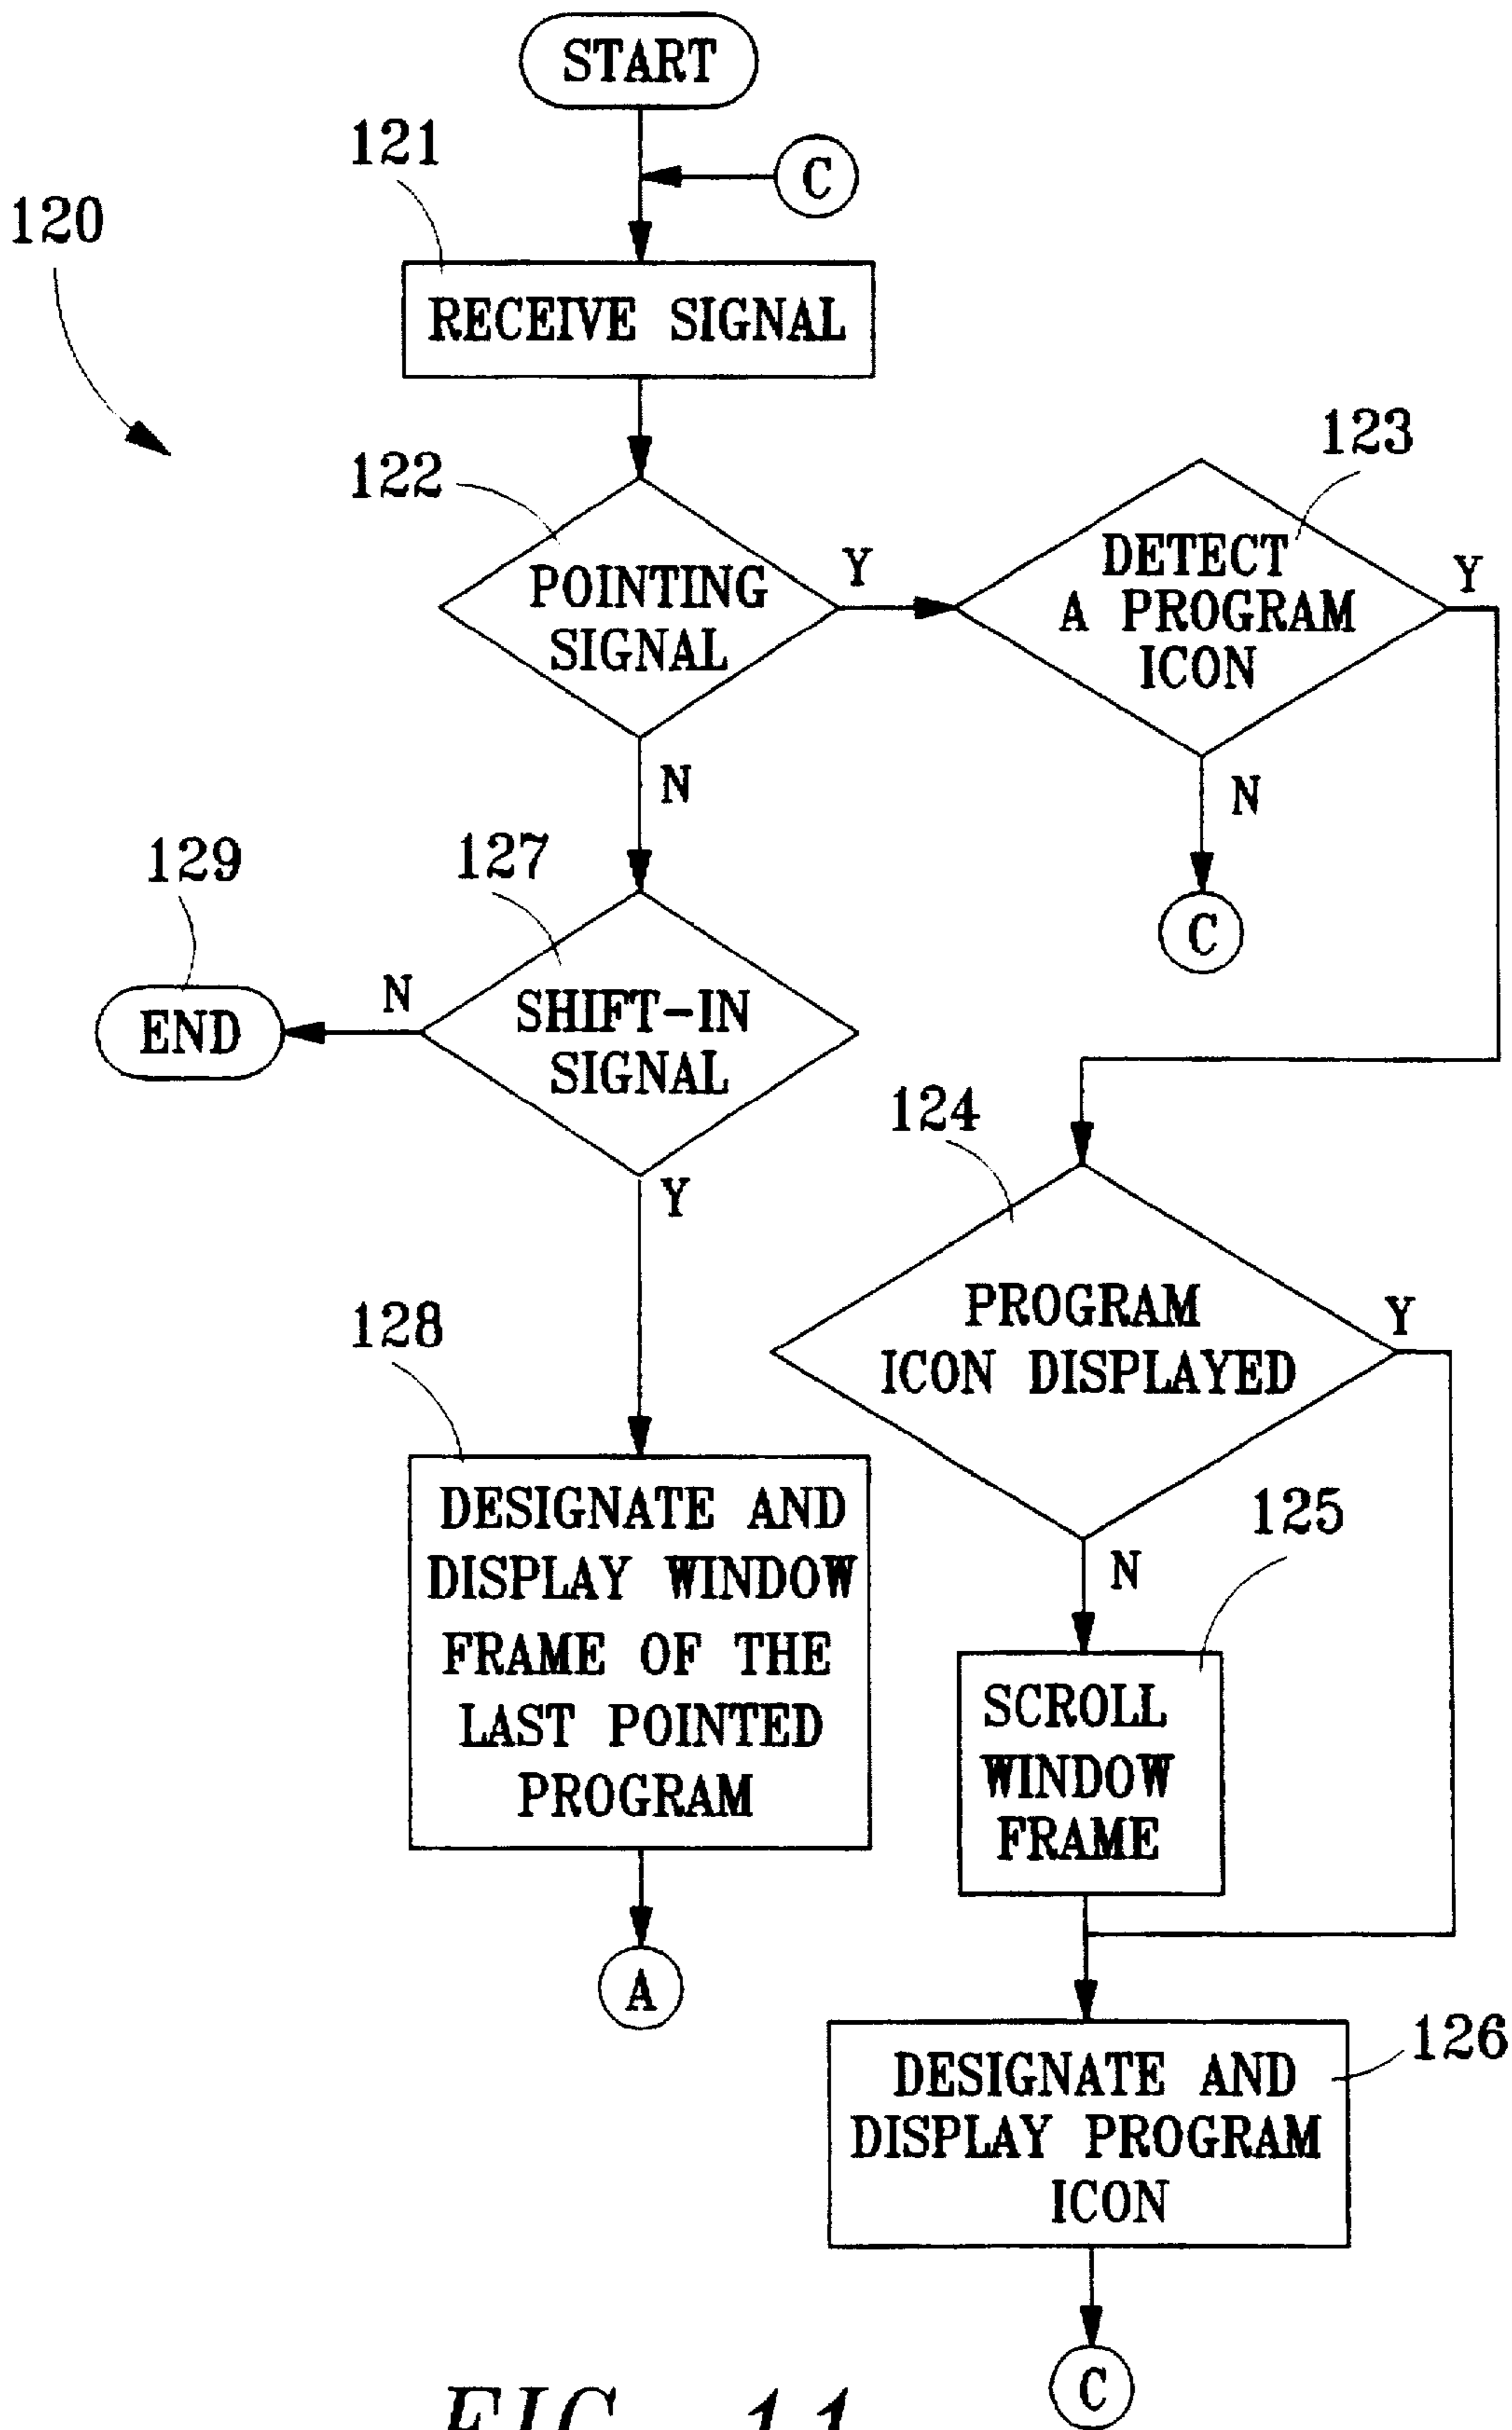 START
C
121
120
RECEIVE SIGNAL
122
POINTING
SIGNAL
Y
123
DETECT
A PROGRAM
ICON
Y
N
N
C
129
END
N
127
SHIFT-IN
SIGNAL
Y
124
PROGRAM
ICON DISPLAYED
Y
N
128
DESIGNATE AND
DISPLAY WINDOW
FRAME OF THE
LAST POINTED
PROGRAM
A
125
SCROLL
WINDOW
FRAME
126
DESIGNATE AND
DISPLAY PROGRAM
ICON
C
FIG. 11